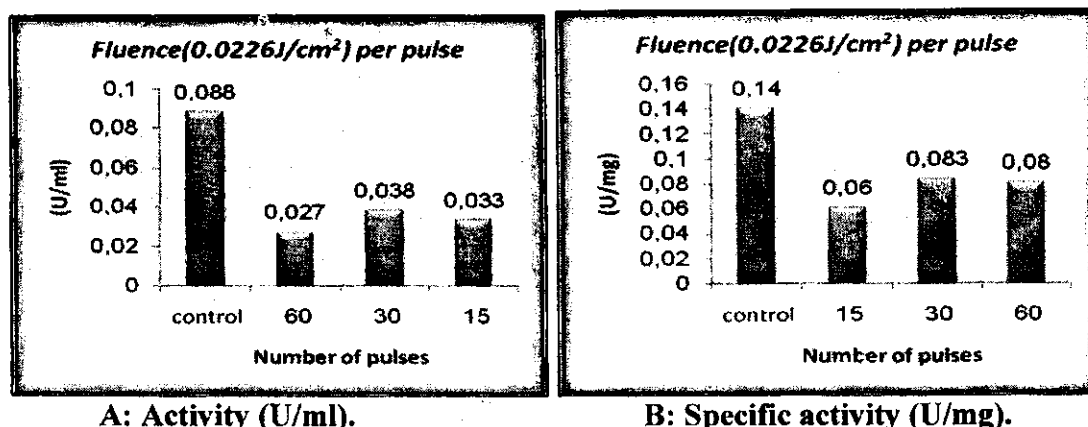 Fluence(0.0226J/cm²) per pulse
(U/ml)
0,1
0,08
0,06
0,04
0,02
0
0,088
0,027
0,038
0,033
control 60 30 15
Number of pulses
A: Activity (U/ml).
Fluence(0.0226J/cm²) per pulse
(U/mg)
0,16
0,14
0,12
0,1
0,08
0,06
0,04
0,02
0
0,14
0,06
0,083
0,08
control 15 30 60
Number of pulses
B: Specific activity (U/mg).